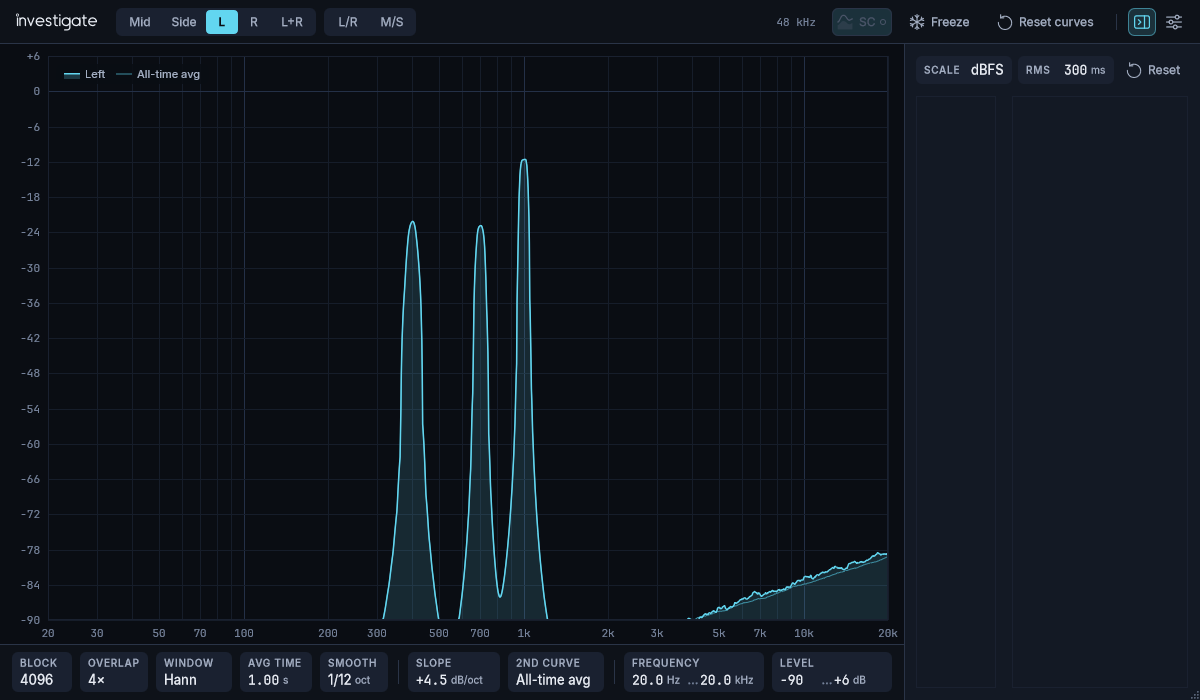 investigate Mid Side L R L+R L/R M/S 48 kHz SC Freeze Reset curves
SCALE dBFS RMS 300 ms Reset
Left All-time avg
+6
0
-6
-12
-18
-24
-30
-36
-42
-48
-54
-60
-66
-72
-78
-84
-90
20 30 50 70 100 200 300 500 700 1k 2k 3k 5k 7k 10k 20k
BLOCK OVERLAP WINDOW AVG TIME SMOOTH SLOPE 2ND CURVE FREQUENCY LEVEL
4096 4× Hann 1.00 s 1/12 oct +4.5 dB/oct All-time avg 20.0 Hz ...20.0 kHz -90 ...+6 dB